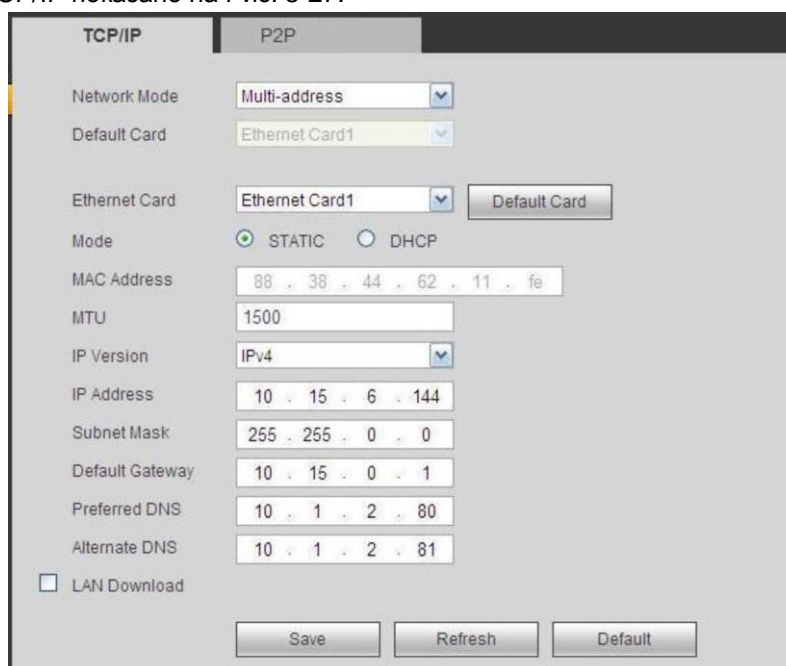 показано на
TCP/IP P2P
Network Mode Multi-address
Default Card Ethernet Card1
Ethernet Card Ethernet Card1 Default Card
Mode STATIC DHCP
MAC Address 88 . 38 . 44 . 62 . 11 . fe
MTU 1500
IP Version IPv4
IP Address 10 . 15 . 6 . 144
Subnet Mask 255 . 255 . 0 . 0
Default Gateway 10 . 15 . 0 . 1
Preferred DNS 10 . 1 . 2 . 80
Alternate DNS 10 . 1 . 2 . 81
LAN Download
Save Refresh Default